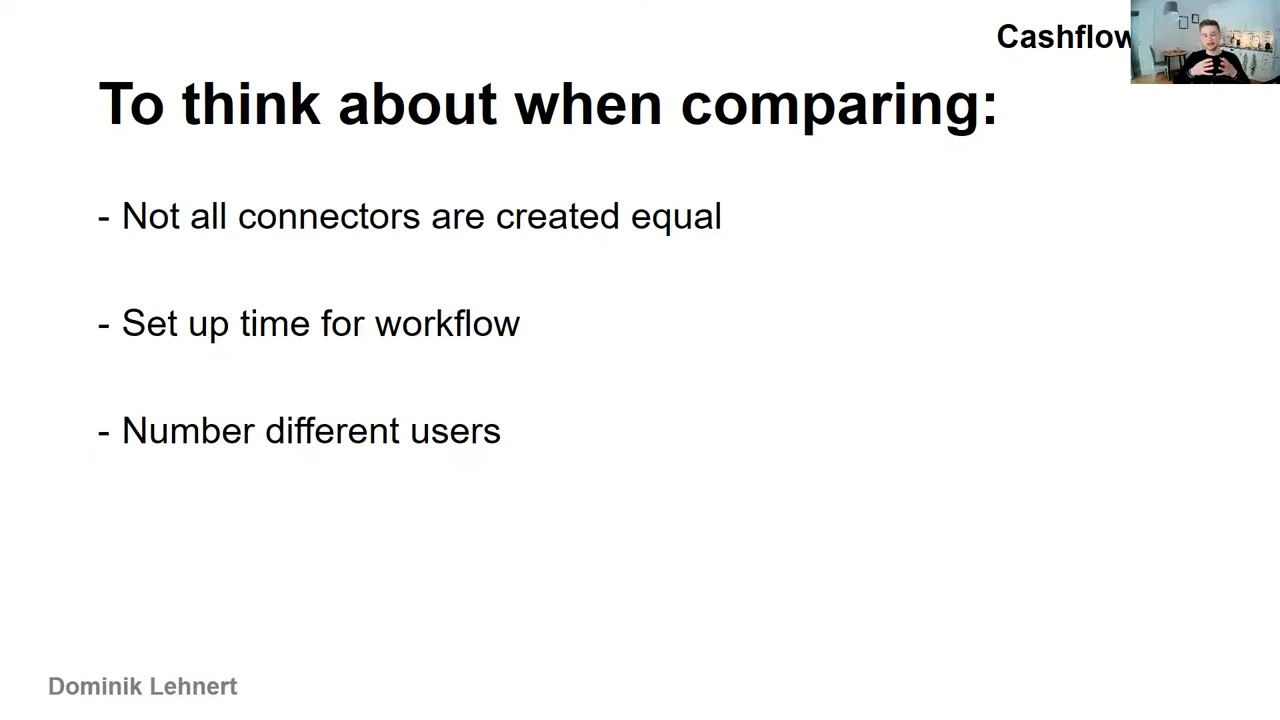 Cashflow
To think about when comparing:
- Not all connectors are created equal
- Set up time for workflow
- Number different users
Dominik Lehnert